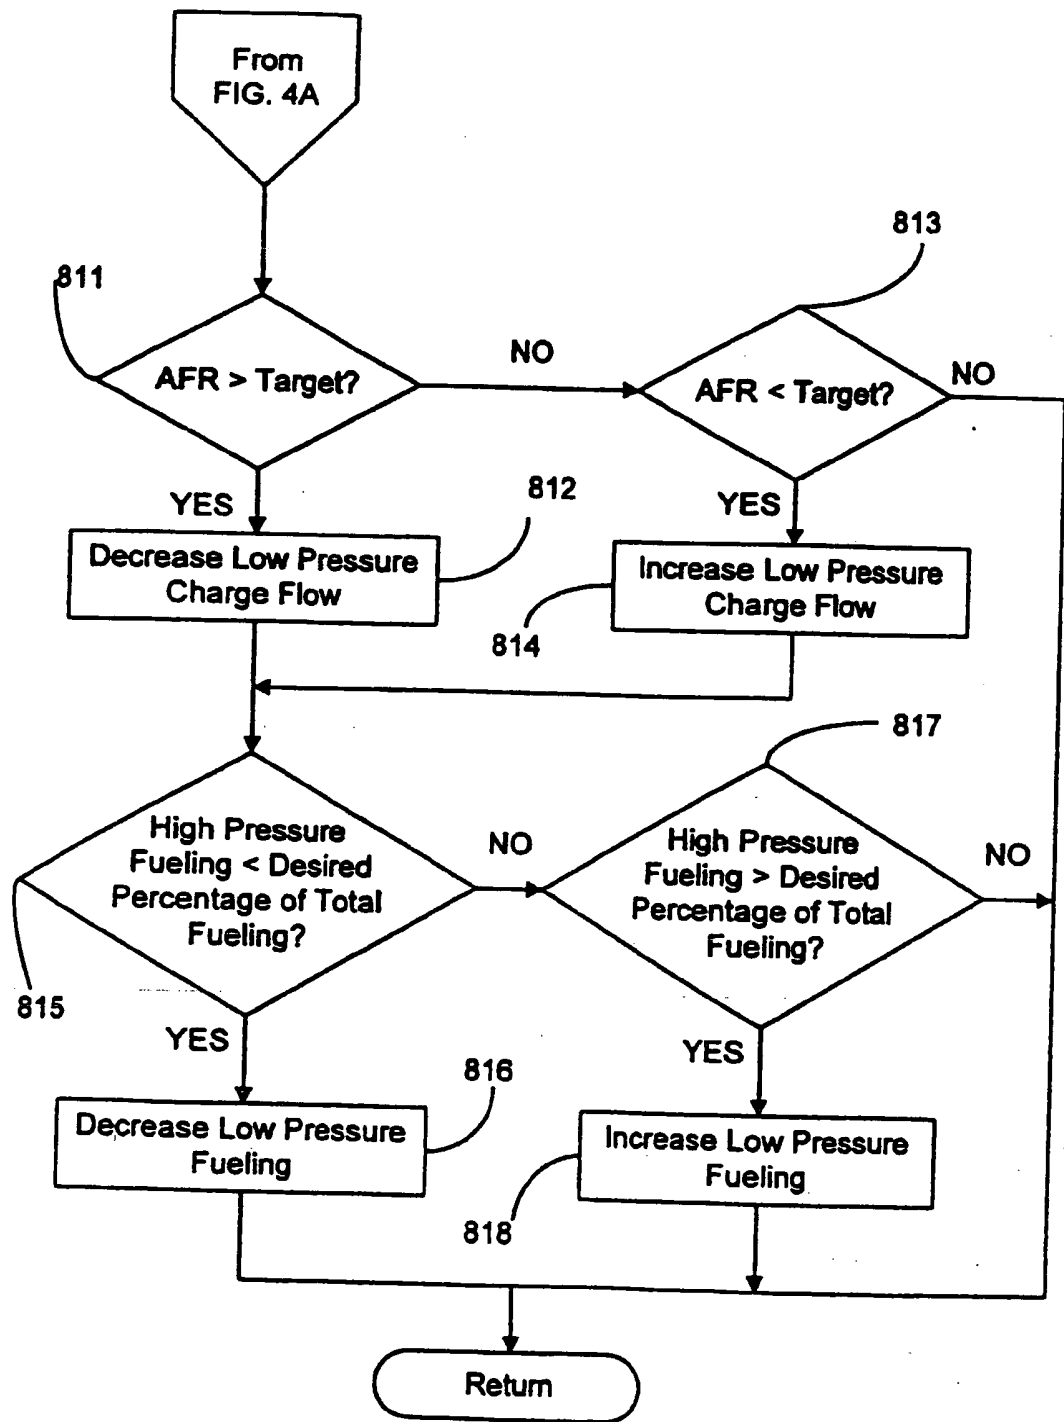 From
FIG. 4A
813
811
AFR > Target?
NO
AFR < Target?
NO
YES
812
YES
Decrease Low Pressure
Charge Flow
Increase Low Pressure
Charge Flow
814
817
High Pressure
Fueling < Desired
Percentage of Total
Fueling?
NO
High Pressure
Fueling > Desired
Percentage of Total
Fueling?
NO
815
YES
816
YES
Decrease Low Pressure
Fueling
Increase Low Pressure
Fueling
818
Return